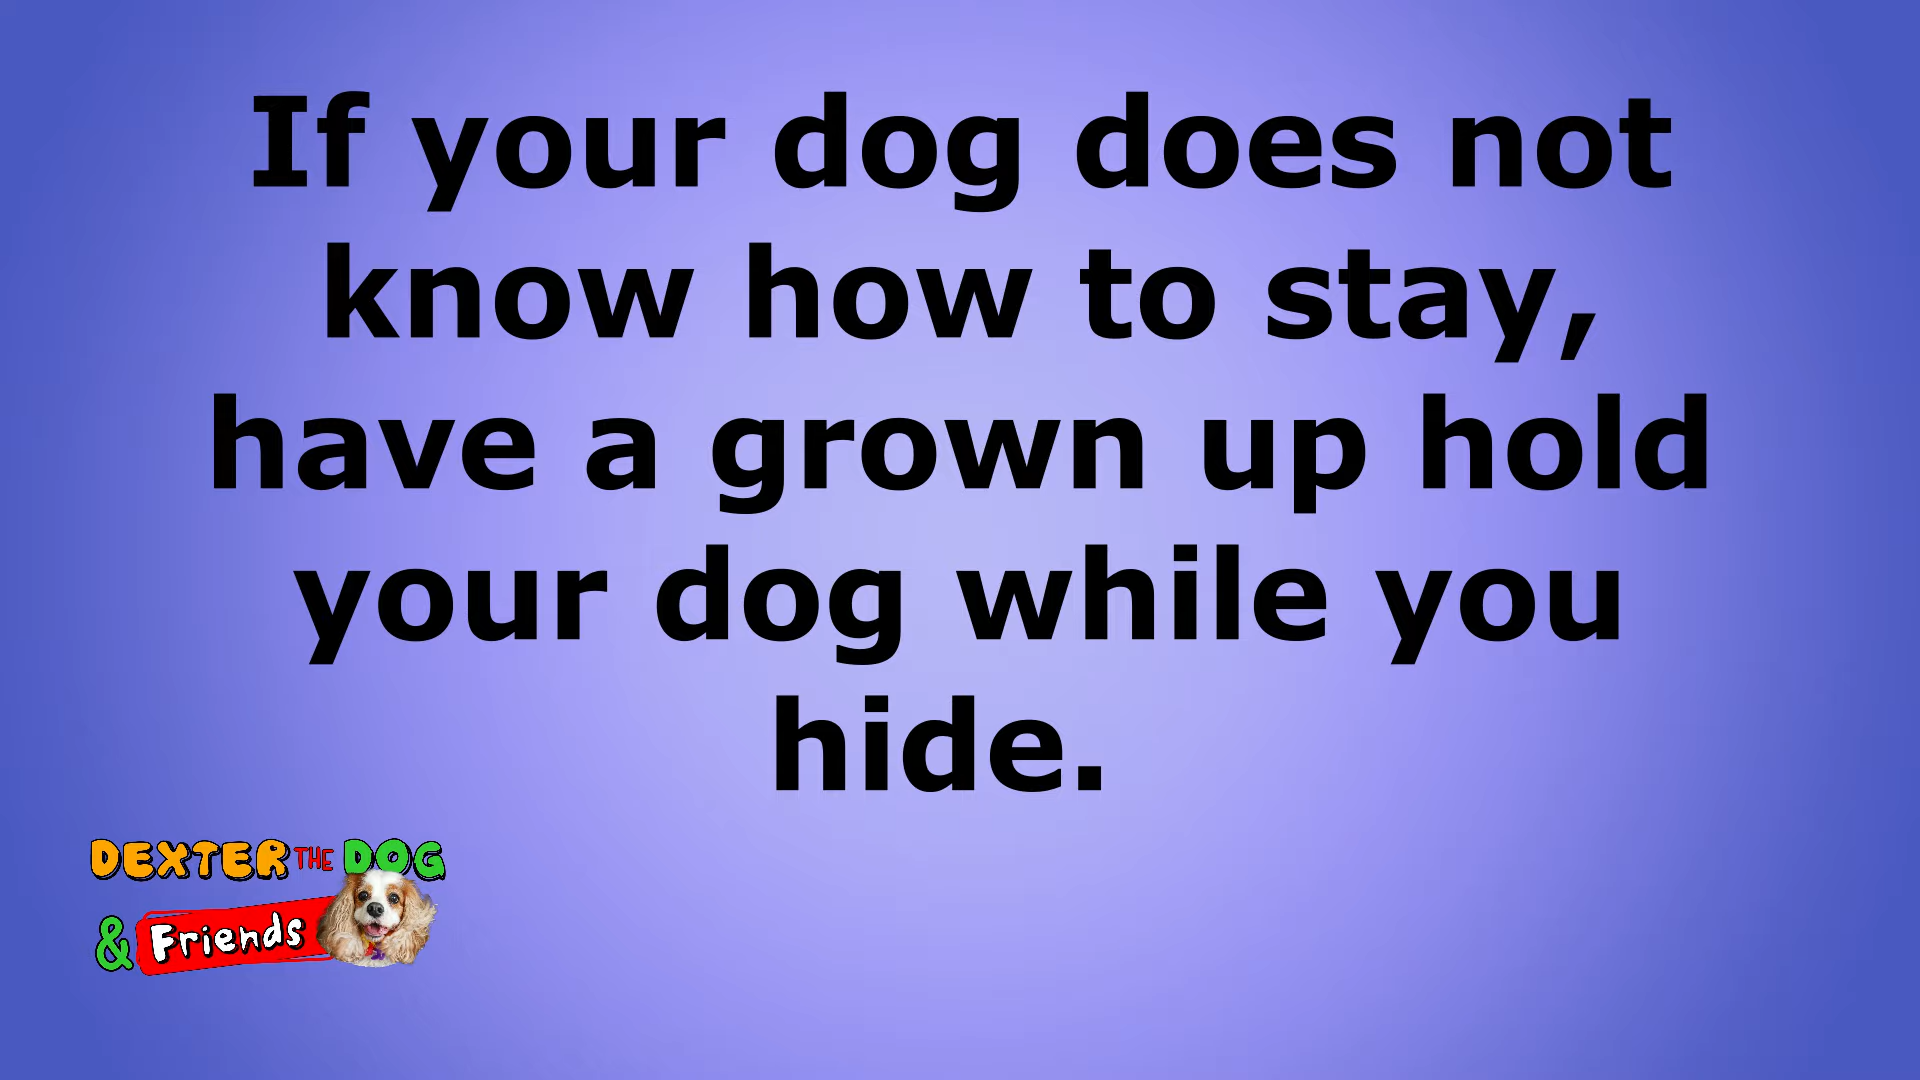 If your dog does not
know how to stay,
have a grown up hold
your dog while you
hide.
DEXTER THE DOG
& Friends